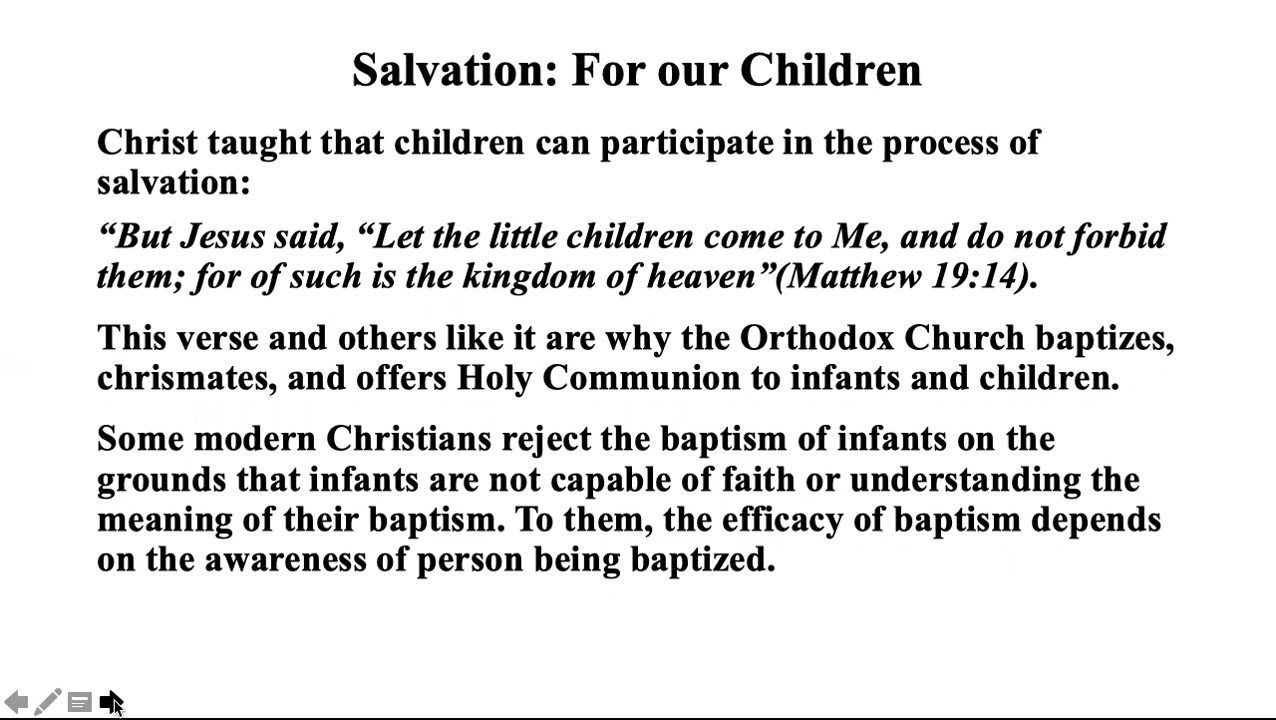 Salvation: For our Children
Christ taught that children can participate in the process of
salvation:
“But Jesus said, “Let the little children come to Me, and do not forbid
them; for of such is the kingdom of heaven”(Matthew 19:14).
This verse and others like it are why the Orthodox Church baptizes,
chrismates, and offers Holy Communion to infants and children.
Some modern Christians reject the baptism of infants on the
grounds that infants are not capable of faith or understanding the
meaning of their baptism. To them, the efficacy of baptism depends
on the awareness of person being baptized.